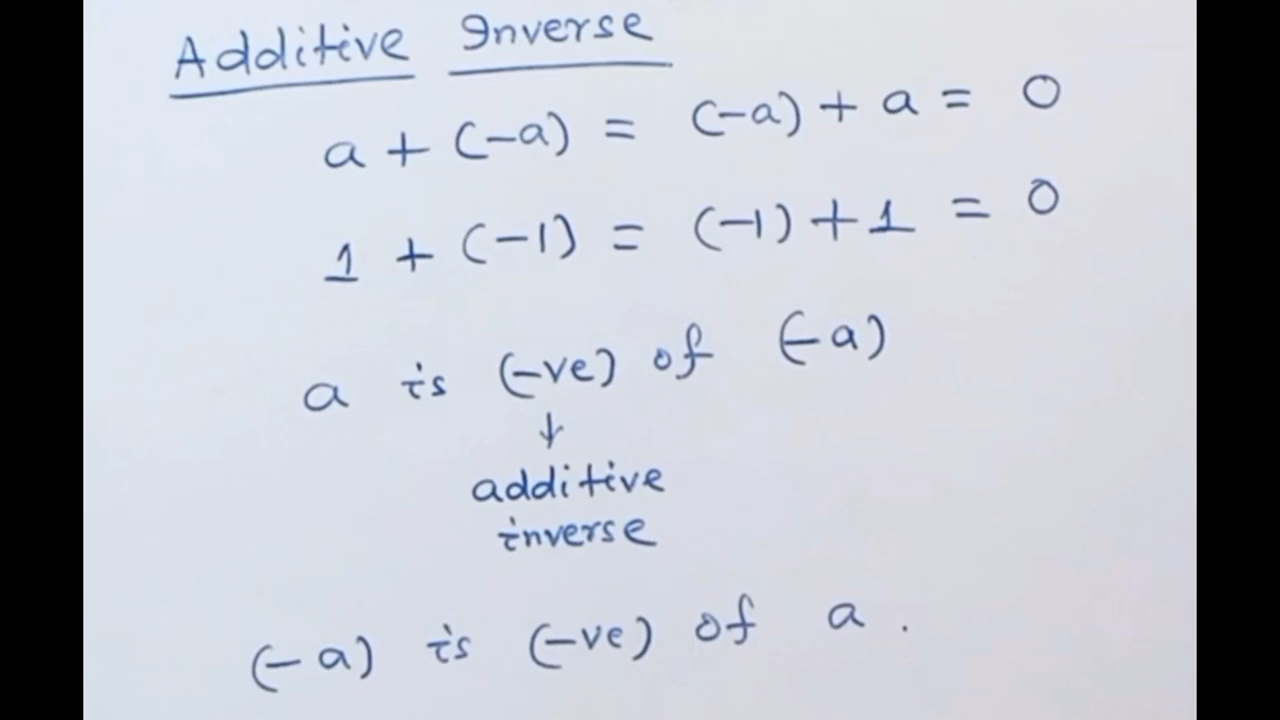 Additive Inverse
a + (-a) = (-a) + a = 0
1 + (-1) = (-1) + 1 = 0
a is (-ve) of (-a)
↓
additive
inverse
(-a) is (-ve) of a.